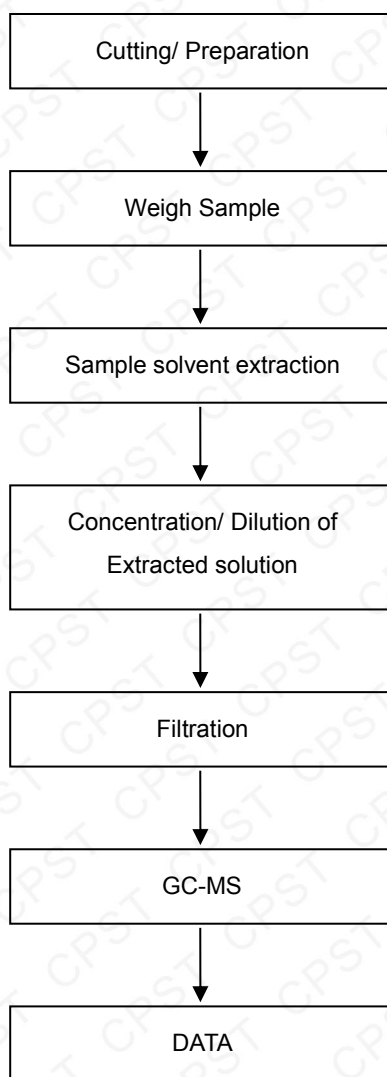 Cutting/ Preparation
Weigh Sample
Sample solvent extraction
Concentration/ Dilution of
Extracted solution
Filtration
GC-MS
DATA